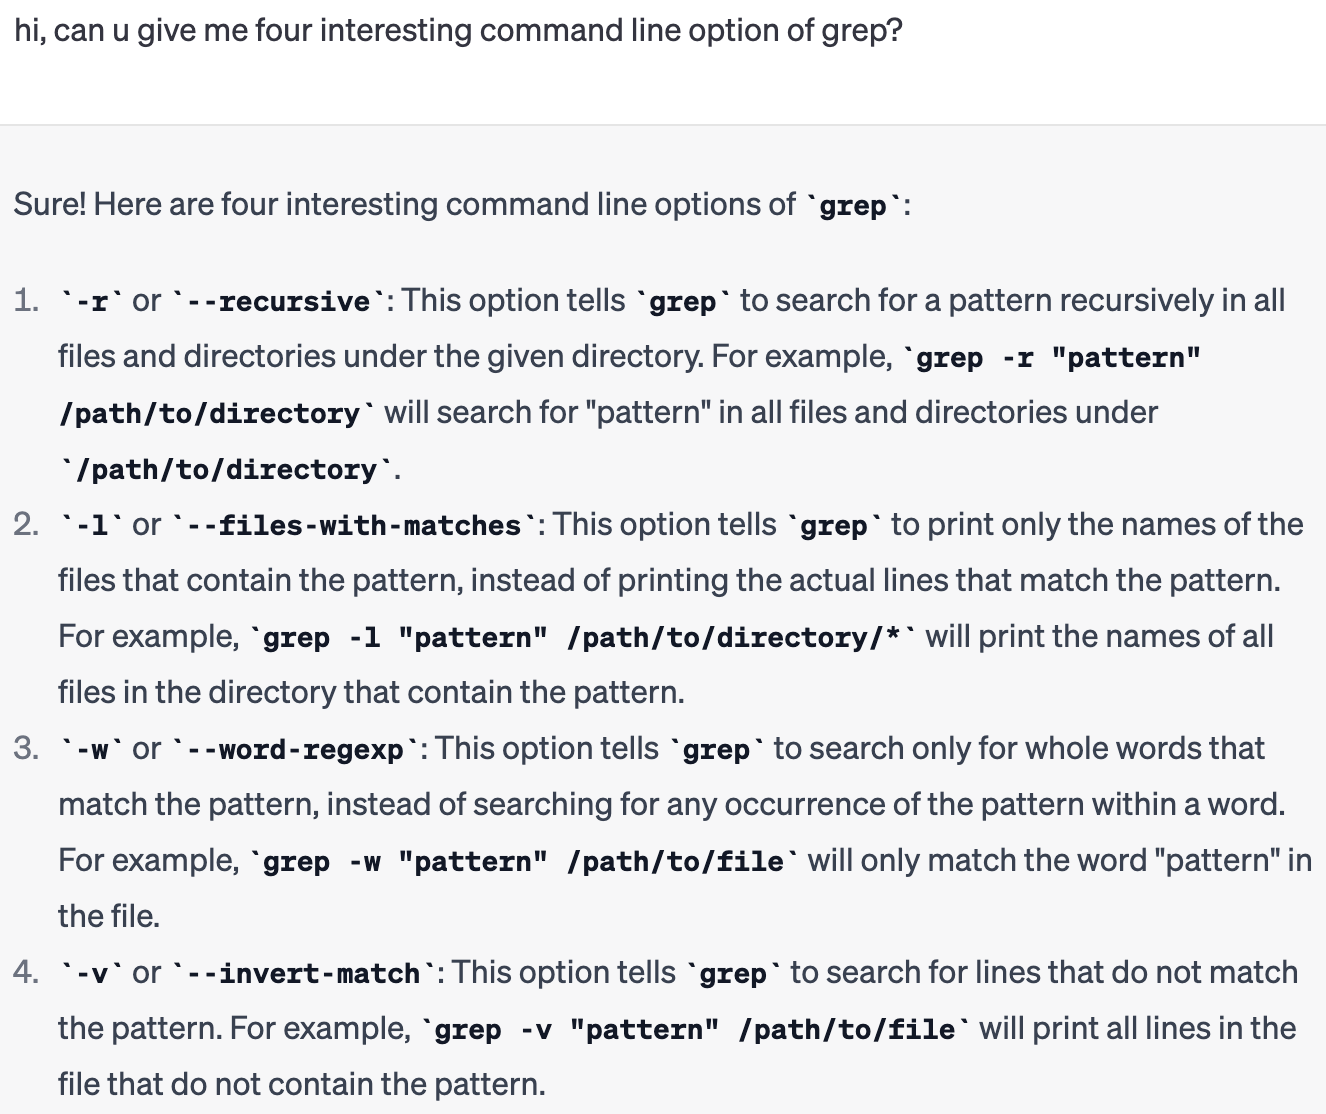 hi, can u give me four interesting command line option of grep?
Sure! Here are four interesting command line options of `grep`:
1. `-r` or `--recursive`: This option tells `grep` to search for a pattern recursively in all
files and directories under the given directory. For example, `grep -r "pattern"
/path/to/directory` will search for "pattern" in all files and directories under
`/path/to/directory`.
2. `-l` or `--files-with-matches`: This option tells `grep` to print only the names of the
files that contain the pattern, instead of printing the actual lines that match the pattern.
For example, `grep -l "pattern" /path/to/directory/*` will print the names of all
files in the directory that contain the pattern.
3. `-w` or `--word-regexp`: This option tells `grep` to search only for whole words that
match the pattern, instead of searching for any occurrence of the pattern within a word.
For example, `grep -w "pattern" /path/to/file` will only match the word "pattern" in
the file.
4. `-v` or `--invert-match`: This option tells `grep` to search for lines that do not match
the pattern. For example, `grep -v "pattern" /path/to/file` will print all lines in the
file that do not contain the pattern.